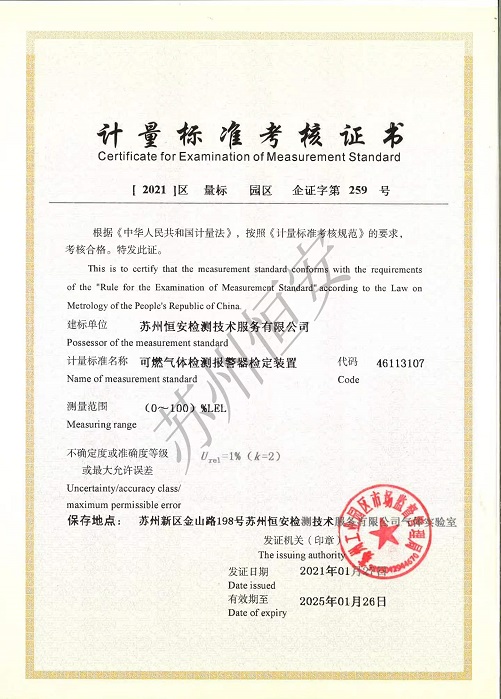 计量标准考核证书
Certificate for Examination of Measurement Standard
[ 2021 ]区 量标 园区 企证字第 259 号
根据《中华人民共和国计量法》，按照《计量标准考核规范》的要求，
考核合格。特发此证。
This is to certify that the measurement standard conforms with the requirements
of the "Rule for the Examination of Measurement Standard" according to the Law on
Metrology of the People's Republic of China.
建标单位 苏州恒安检测技术服务有限公司
Possessor of the measurement standard
计量标准名称 可燃气体检测报警器检定装置 代码 46113107
Name of measurement standard Code
测量范围 (0～100) %LEL
Measuring range
不确定度或准确度等级 Urel=1% (k=2)
或最大允许误差
Uncertainty/accuracy class/
maximum permissible error
保存地点： 苏州新区金山路198号苏州恒安检测技术服务有限公司气体实验室
发证机关（印章）
The issuing authority
发证日期 2021年01月
Date issued
有效期至 2025年01月26日
Date of expiry
苏州恒安
苏州工业园区市场监督管理局